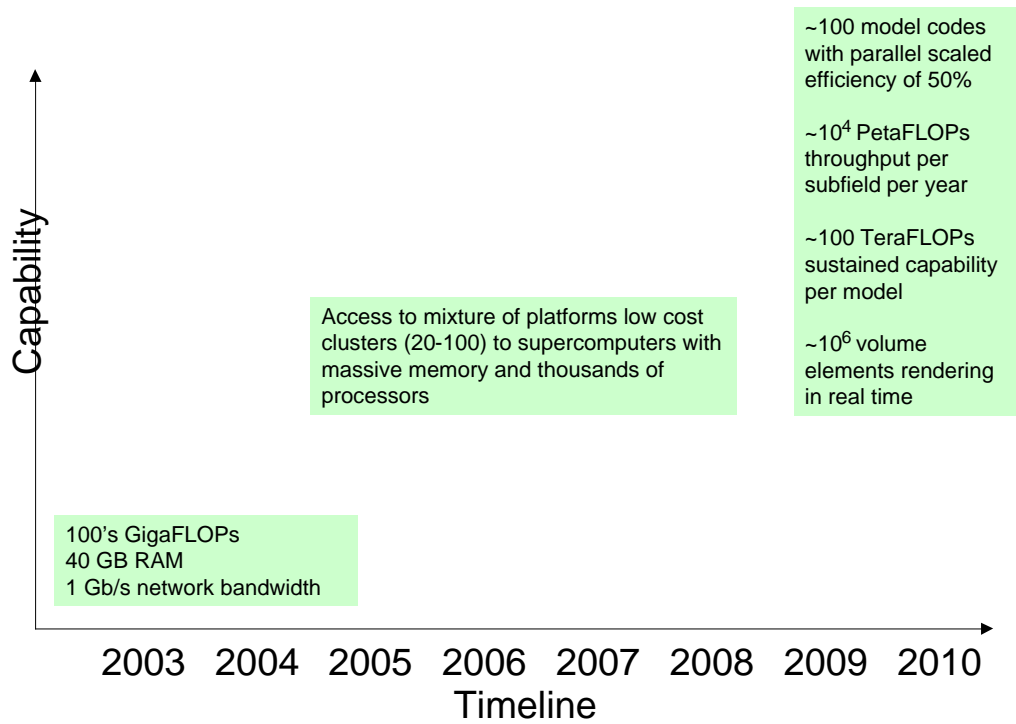 ~100 model codes
with parallel scaled
efficiency of 50%
~10⁴ PetaFLOPs
throughput per
subfield per year
~100 TeraFLOPs
sustained capability
per model
~10⁶ volume
elements rendering
in real time
Capability
Access to mixture of platforms low cost
clusters (20-100) to supercomputers with
massive memory and thousands of
processors
100's GigaFLOPs
40 GB RAM
1 Gb/s network bandwidth
2003 2004 2005 2006 2007 2008 2009 2010
Timeline